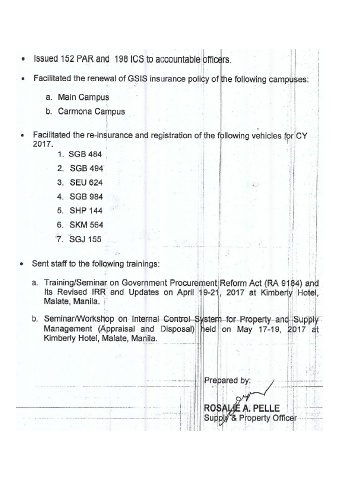 • Issued 152 PAR and 198 ICS to accountable officers.
• Facilitated the renewal of GSIS insurance policy of the following campuses:
a. Main Campus
b. Carmona Campus
• Facilitated the re-insurance and registration of the following vehicles for CY
2017.
1. SGB 484
2. SGB 494
3. SEU 624
4. SGB 984
5. SHP 144
6. SKM 564
7. SGJ 155
• Sent staff to the following trainings:
a. Training/Seminar on Government Procurement Reform Act (RA 9184) and
Its Revised IRR and Updates on April 19-21, 2017 at Kimberly Hotel,
Malate, Manila.
b. Seminar/Workshop on Internal Control System for Property and Supply
Management (Appraisal and Disposal) held on May 17-19, 2017 at
Kimberly Hotel, Malate, Manila.
Prepared by:
ROSALIE A. PELLE
Supply & Property Officer